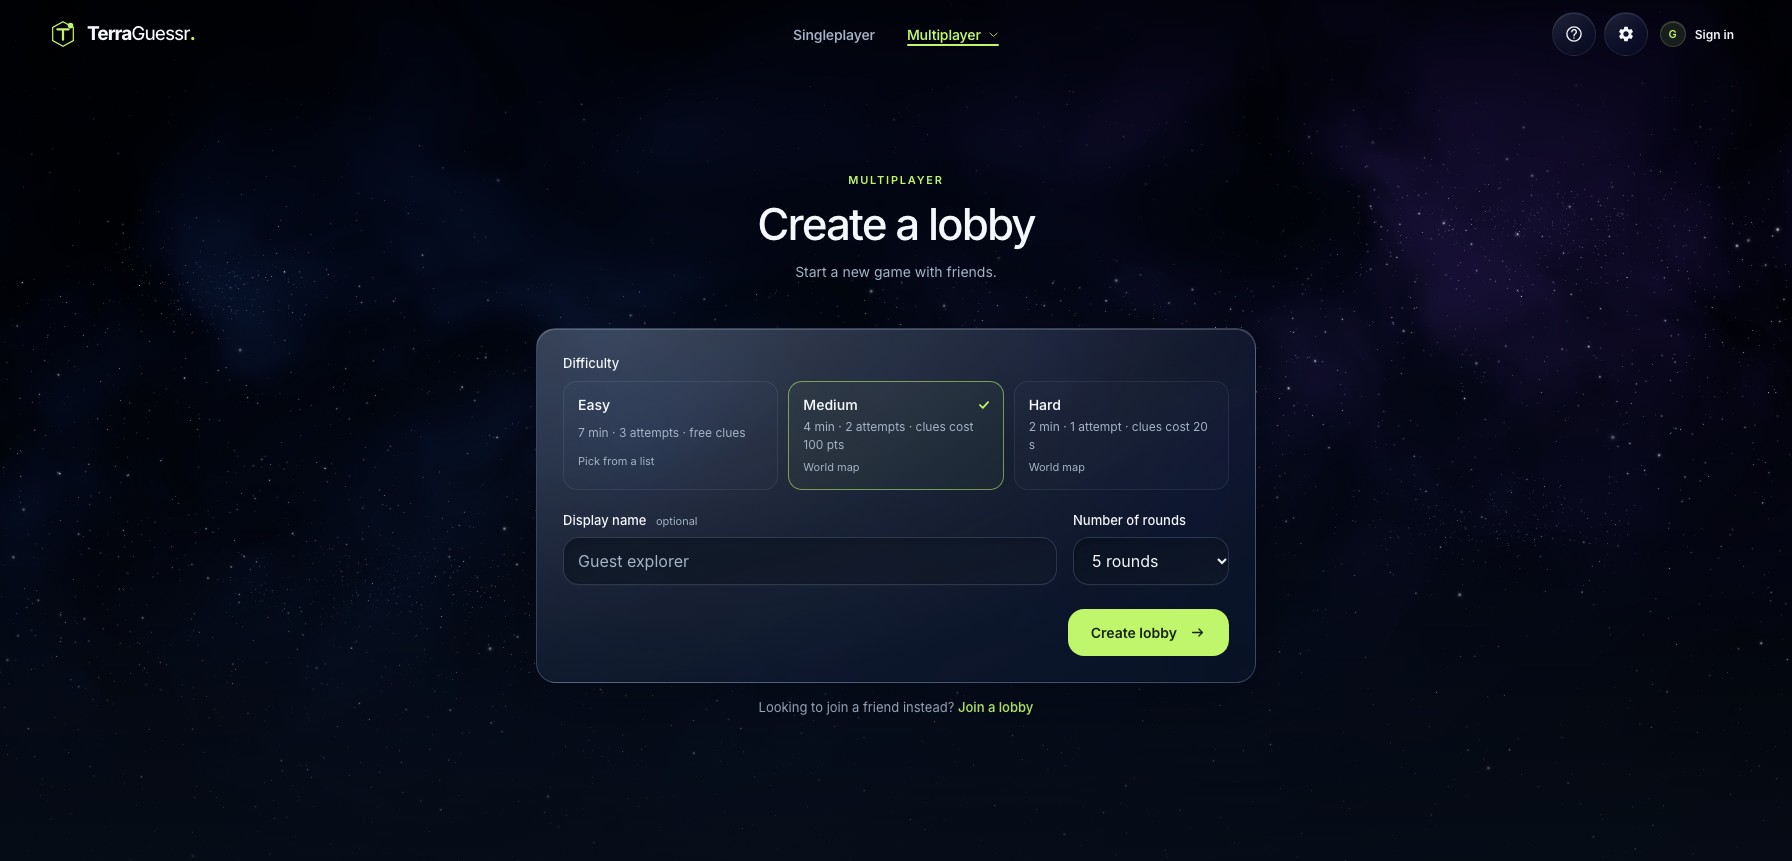 TerraGuessr.
Singleplayer
Multiplayer
G
Sign in
MULTIPLAYER
Create a lobby
Start a new game with friends.
Difficulty
Easy
7 min · 3 attempts · free clues
Pick from a list
Medium
4 min · 2 attempts · clues cost
100 pts
World map
Hard
2 min · 1 attempt · clues cost 20
s
World map
Display name optional
Guest explorer
Number of rounds
5 rounds
Create lobby →
Looking to join a friend instead? Join a lobby